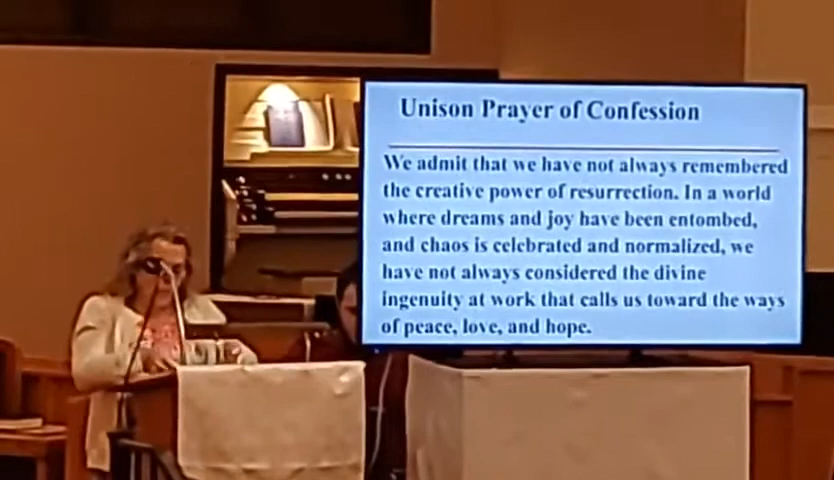 Unison Prayer of Confession
We admit that we have not always remembered
the creative power of resurrection. In a world
where dreams and joy have been entombed,
and chaos is celebrated and normalized, we
have not always considered the divine
ingenuity at work that calls us toward the ways
of peace, love, and hope.